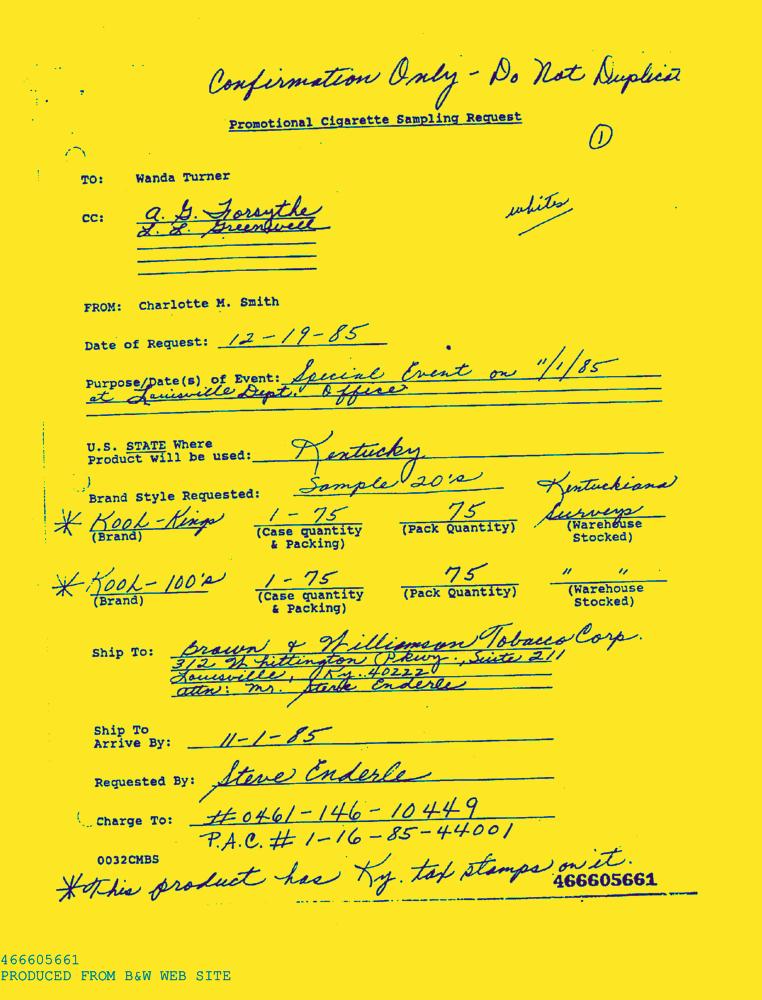 Confirmation Only - Do Not Duplicat
Promotional Cigarette Sampling Request
1
TO: Wanda Turner
CC: A. G. Forsythe
L. L. Greenwell
whites
FROM: Charlotte M. Smith
Date of Request: 12-19-85
Purpose/Date(s) of Event: Special Event on 11/1/85
at Louisville Dept. Office
U.S. STATE Where
Product will be used: Kentucky
Brand Style Requested: Sample 20's Kentuckiana
* Kool-Kings 1-75 75 Surveys
(Brand) (Case quantity & Packing) (Pack Quantity) (Warehouse Stocked)
* Kool-100's 1-75 75 " "
(Brand) (Case quantity & Packing) (Pack Quantity) (Warehouse Stocked)
Ship To: Brown & Williamson Tobacco Corp.
312 Whittington Pkwy., Suite 211
Louisville, Ky. 40222
attn: Mr. Steve Enderle
Ship To
Arrive By: 11-1-85
Requested By: Steve Enderle
Charge To: #0461-146-10449
P.A.C. # 1-16-85-44001
0032CMBS
*This product has Ky. tax stamps on it.
466605661
466605661
PRODUCED FROM B&W WEB SITE